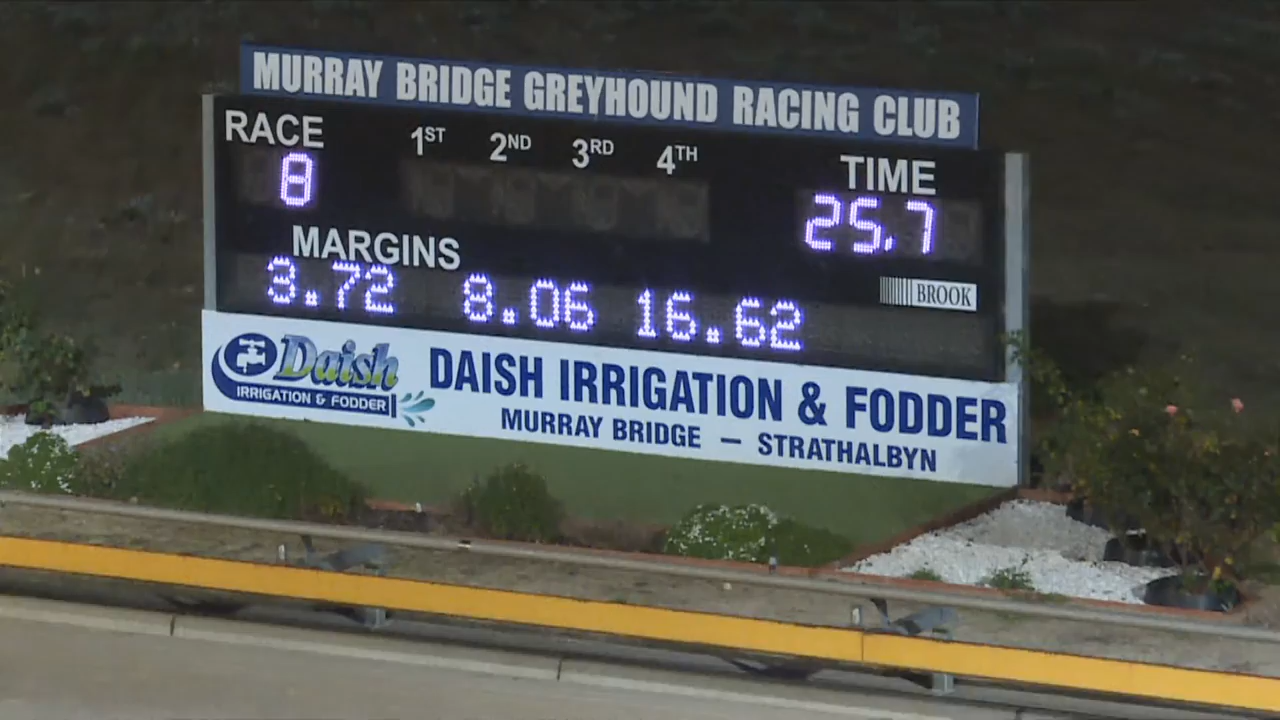 MURRAY BRIDGE GREYHOUND RACING CLUB
RACE 1ST 2ND 3RD 4TH TIME
8 25.7
MARGINS
3.72 8.06 16.62
BROOK
Daish
IRRIGATION & FODDER
DAISH IRRIGATION & FODDER
MURRAY BRIDGE – STRATHALBYN